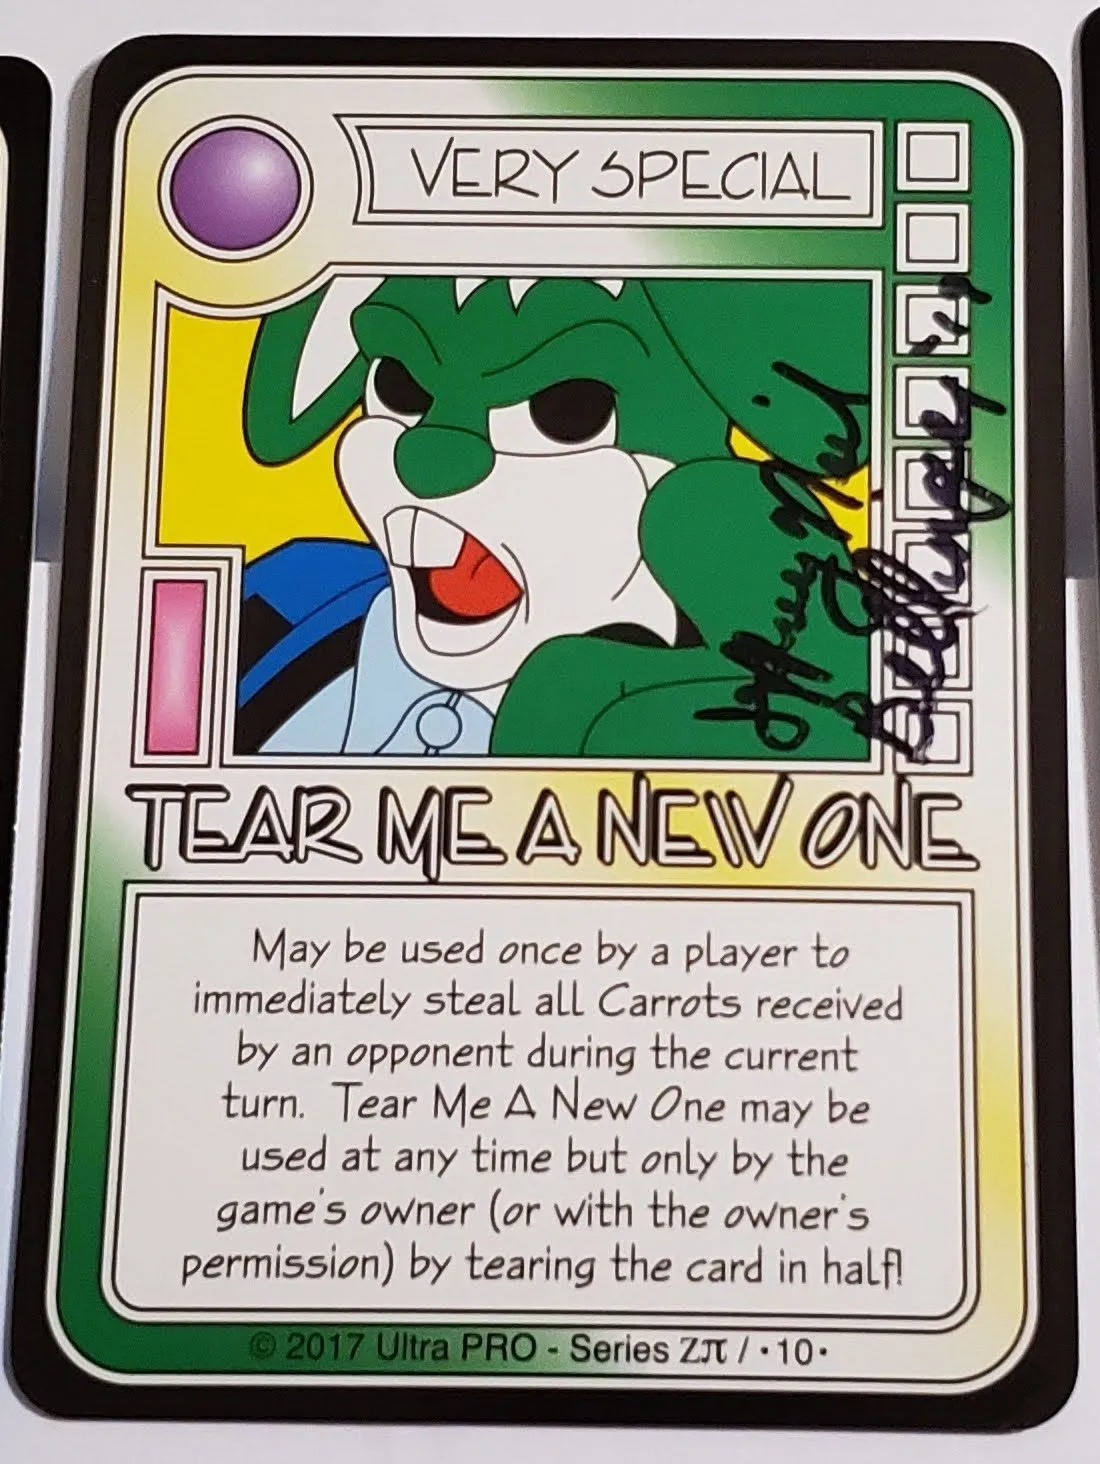 VERY SPECIAL
TEAR ME A NEW ONE
May be used once by a player to
immediately steal all Carrots received
by an opponent during the current
turn. Tear Me A New One may be
used at any time but only by the
game's owner (or with the owner's
permission) by tearing the card in half!
© 2017 Ultra PRO - Series Zπ / •10•